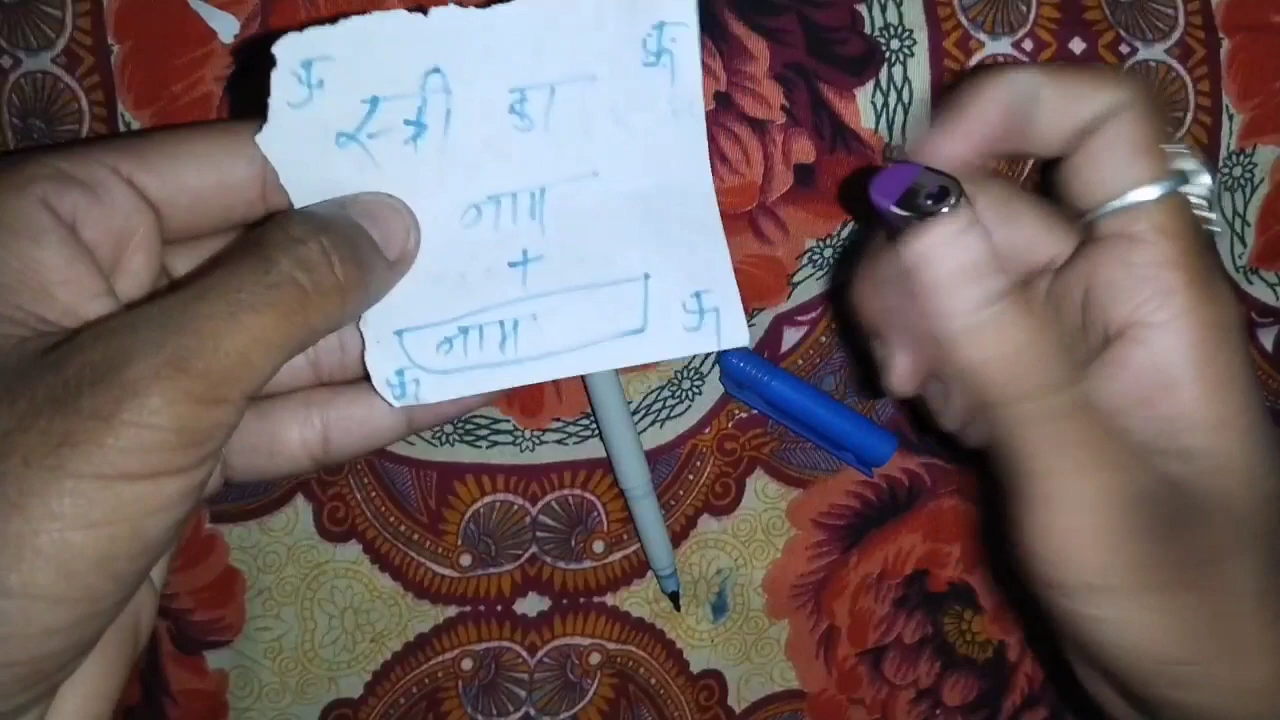 स्त्री का
नाम
+
नाम